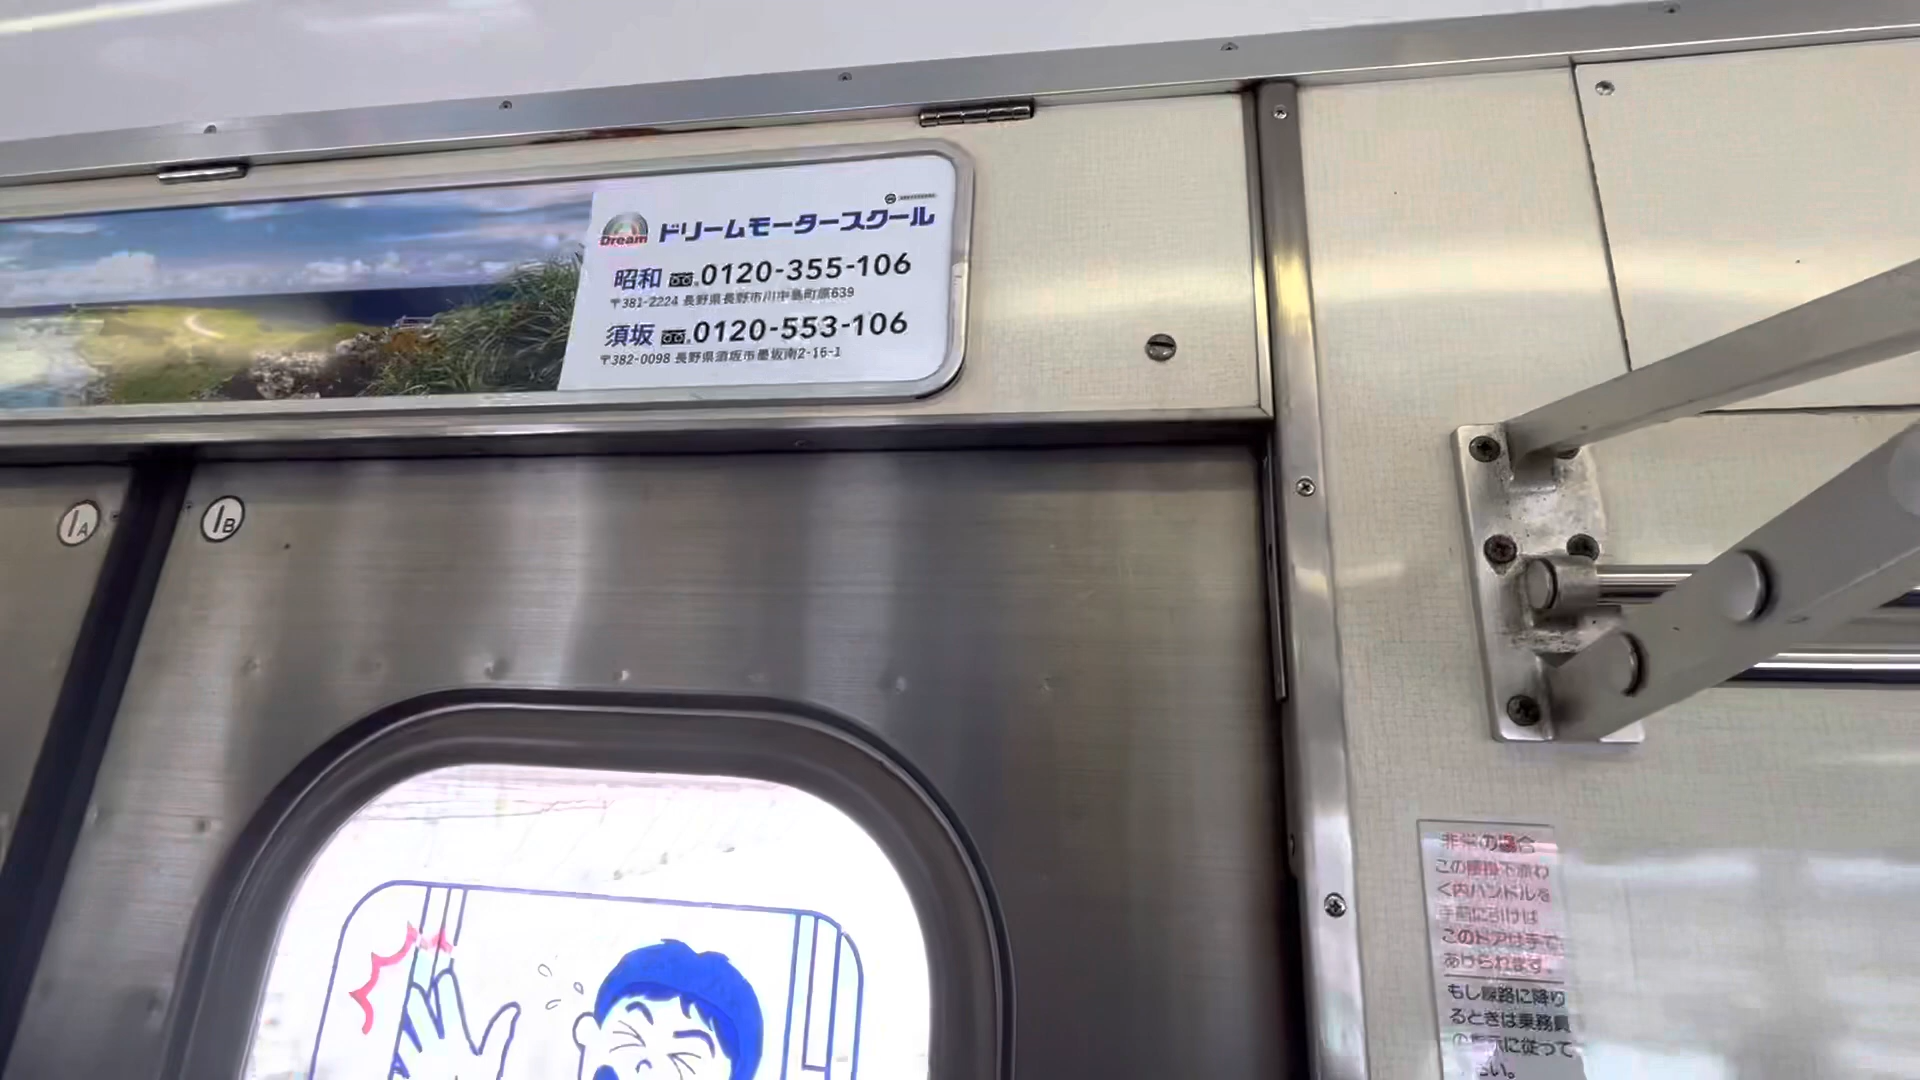 Dream ドリームモータースクール
昭和 0120-355-106
〒381-2224 長野県長野市川中島町原639
須坂 0120-553-106
〒382-0098 長野県須坂市墨坂南2-16-1
1A
1B
非常の場合
この腰掛下赤わ
く内ハンドルを
手前に引けば
このドアは手で
あけられます
もし線路に降り
るときは乗務員
の指示に従って
さい。